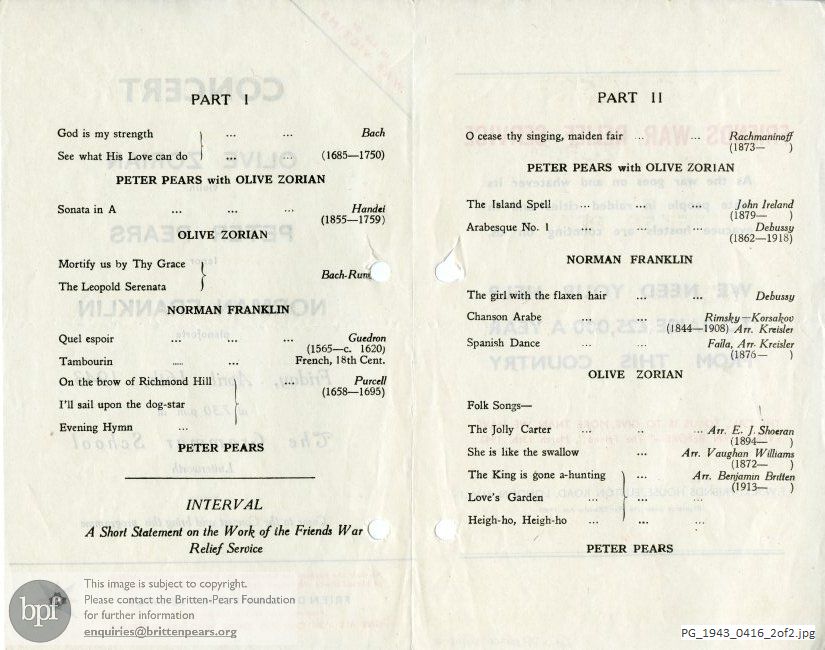 PART I
God is my strength ... ... Bach
See what His Love can do ... ... (1685—1750)
PETER PEARS with OLIVE ZORIAN
Sonata in A ... ... ... Handel
(1855—1759)
OLIVE ZORIAN
Mortify us by Thy Grace
Bach-Rum
The Leopold Serenata
NORMAN FRANKLIN
Quel espoir ... ... ... Guedron
(1565—c. 1620)
Tambourin ..... ... French, 18th Cent.
On the brow of Richmond Hill ... Purcell
(1658—1695)
I'll sail upon the dog-star
Evening Hymn ...
PETER PEARS
INTERVAL
A Short Statement on the Work of the Friends War
Relief Service
PART II
O cease thy singing, maiden fair ... ... Rachmaninoff
(1873— )
PETER PEARS with OLIVE ZORIAN
The Island Spell ... ... ... John Ireland
(1879— )
Arabesque No. 1 ... ... ... Debussy
(1862—1918)
NORMAN FRANKLIN
The girl with the flaxen hair ... ... Debussy
Chanson Arabe ... ... Rimsky—Korsakov
(1844—1908) Arr. Kreisler
Spanish Dance ... ... Falla, Arr. Kreisler
(1876— )
OLIVE ZORIAN
Folk Songs—
The Jolly Carter ... ... Arr. E. J. Shoeran
(1894— )
She is like the swallow ... Arr. Vaughan Williams
(1872— )
The King is gone a-hunting ... Arr. Benjamin Britten
(1913— )
Love's Garden ... ...
Heigh-ho, Heigh-ho ... ...
PETER PEARS
bpf
This image is subject to copyright.
Please contact the Britten-Pears Foundation
for further information
enquiries@brittenpears.org
PG_1943_0416_2of2.jpg